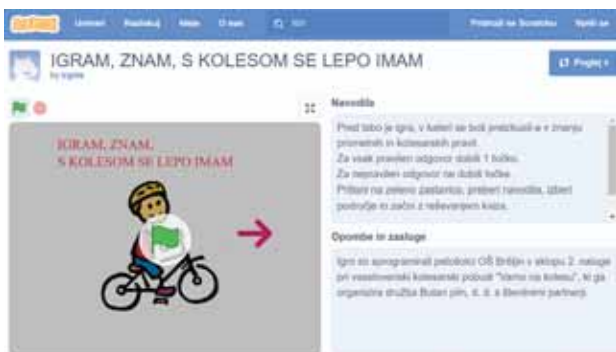 SCRATCH Ustvari Raziskuj Ideje O nas Išči Pridruži se Scratchu Vpiši se
IGRAM, ZNAM, S KOLESOM SE LEPO IMAM
by
Poglej
Navodila
IGRAM, ZNAM,
S KOLESOM SE LEPO IMAM
Pred tabo je igra, v kateri se boš preizkusil-a v znanju
prometnih in kolesarskih pravil.
Za vsak pravilen odgovor dobiš 1 točko.
Za nepravilen odgovor ne dobiš točke.
Pritisni na zeleno zastavico, preberi navodila, izberi
področje in začni z reševanjem kviza.
Opombe in zasluge
Igro so sprogramirali petošolci OŠ Bršljin v sklopu 2. naloge
pri vseslovenski kolesarski pobudi "Varno na kolesu", ki ga
organizira družba Butan plin, d. d. s številnimi partnerji.